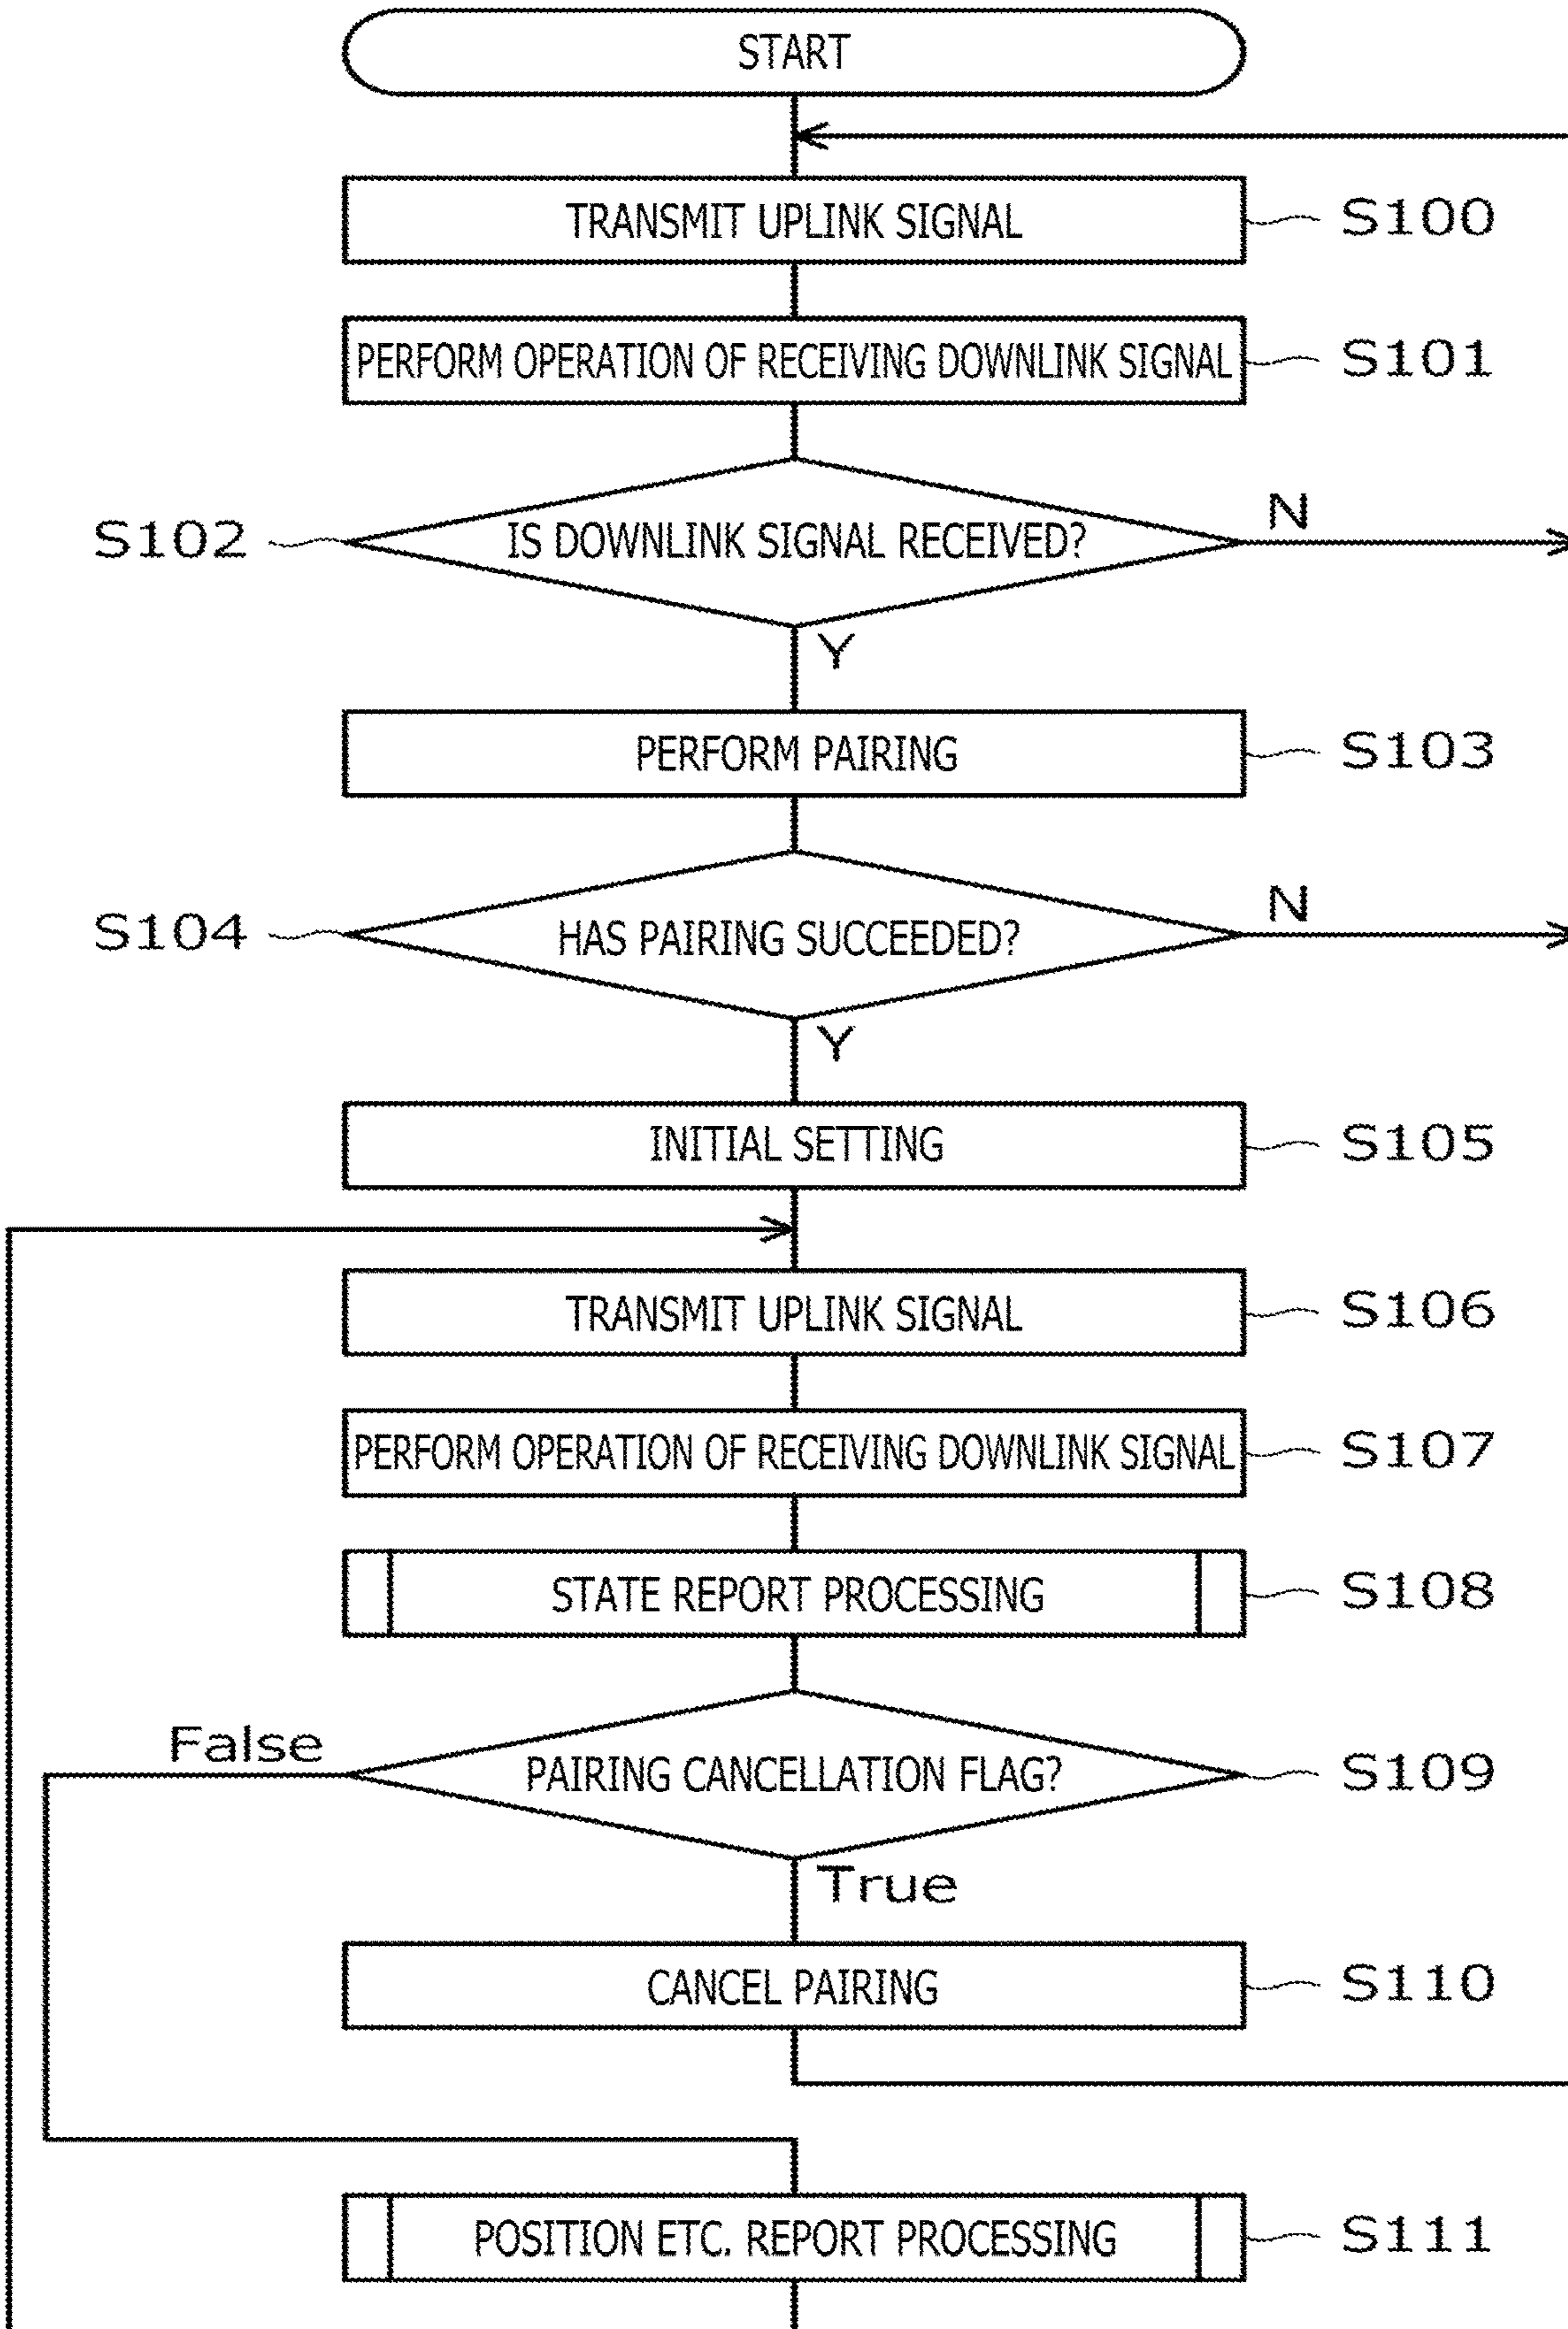 START
TRANSMIT UPLINK SIGNAL S100
PERFORM OPERATION OF RECEIVING DOWNLINK SIGNAL S101
S102 IS DOWNLINK SIGNAL RECEIVED? N
Y
PERFORM PAIRING S103
S104 HAS PAIRING SUCCEEDED? N
Y
INITIAL SETTING S105
TRANSMIT UPLINK SIGNAL S106
PERFORM OPERATION OF RECEIVING DOWNLINK SIGNAL S107
STATE REPORT PROCESSING S108
False PAIRING CANCELLATION FLAG? S109
True
CANCEL PAIRING S110
POSITION ETC. REPORT PROCESSING S111